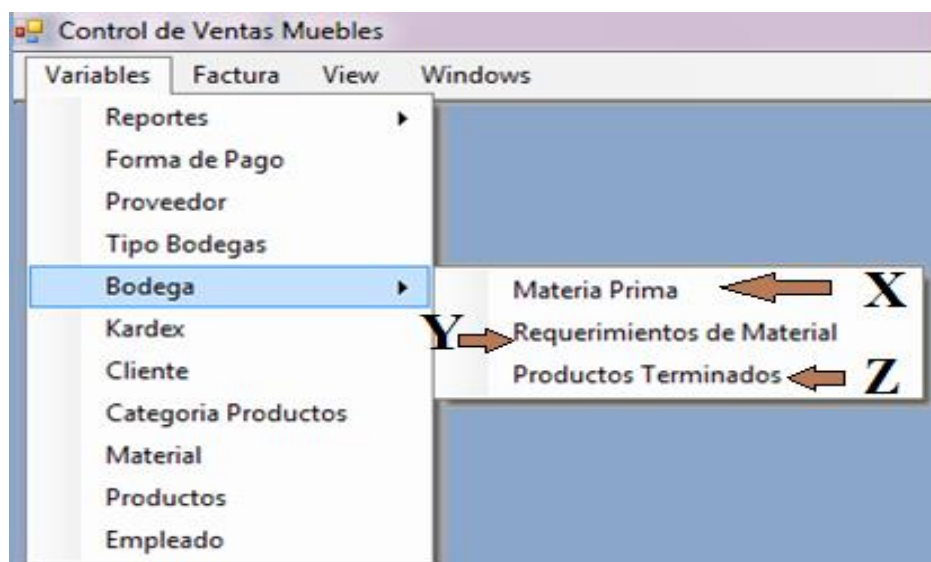 Control de Ventas Muebles
Variables Factura View Windows
Reportes
Forma de Pago
Proveedor
Tipo Bodegas
Bodega
Materia Prima X
Kardex
Y Requerimientos de Material
Cliente
Productos Terminados Z
Categoria Productos
Material
Productos
Empleado